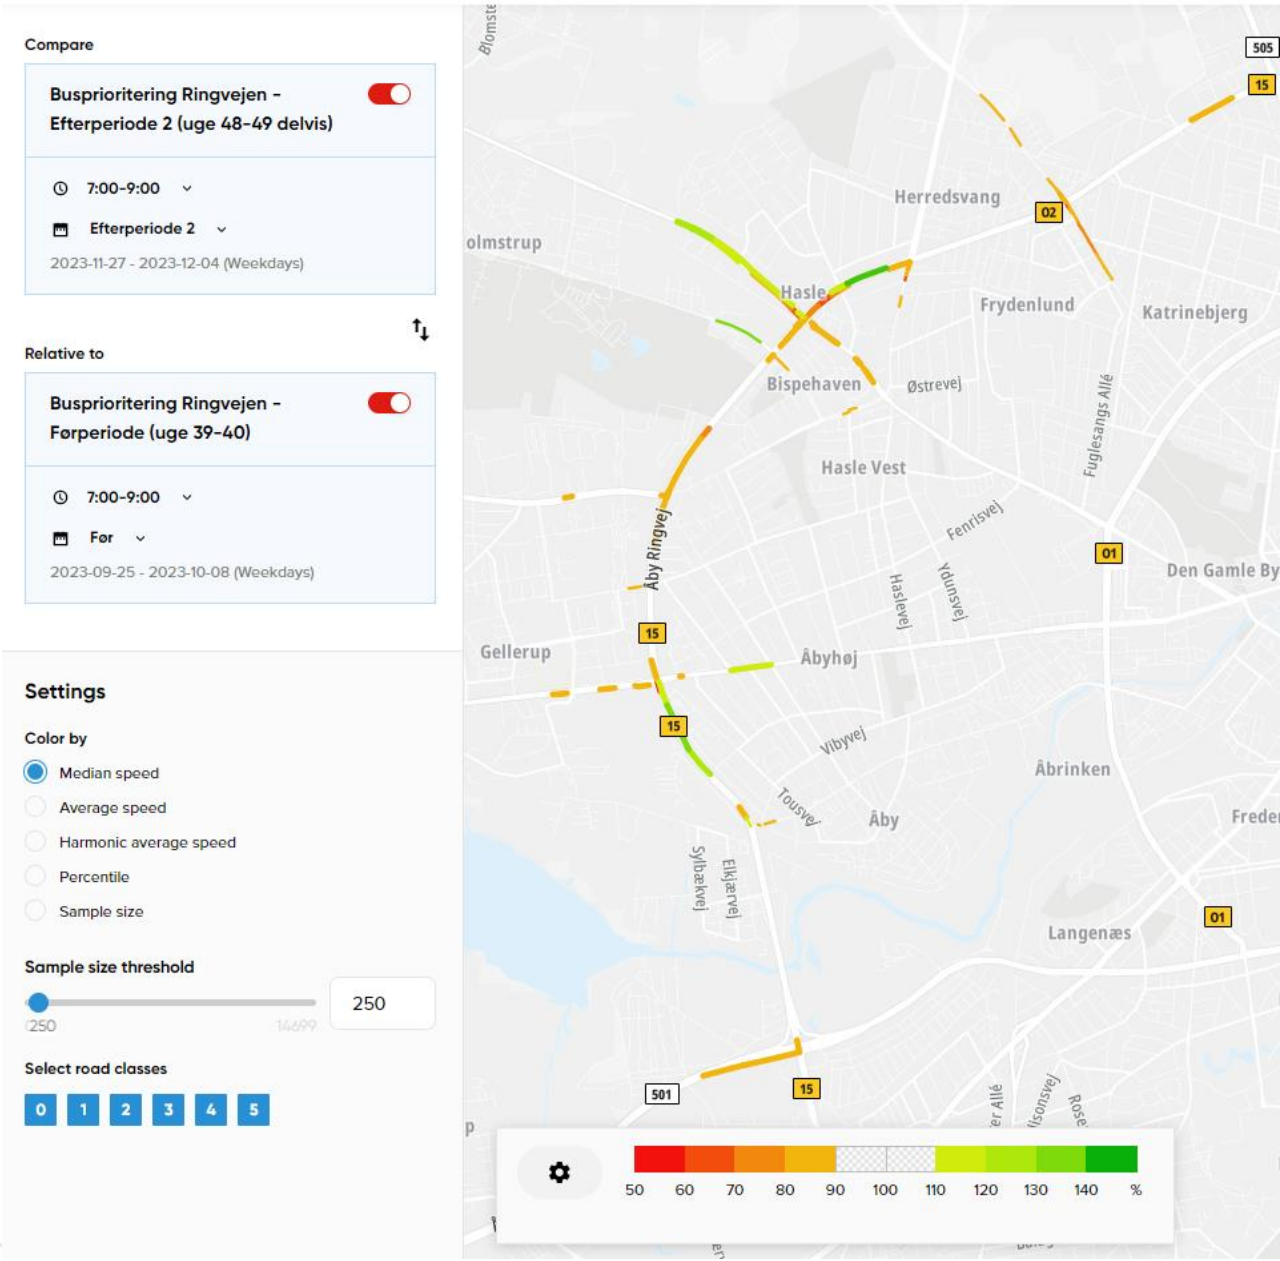 Compare
Busprioritering Ringvejen -
Efterperiode 2 (uge 48-49 delvis)
7:00-9:00
Efterperiode 2
2023-11-27 - 2023-12-04 (Weekdays)
Relative to
Busprioritering Ringvejen -
Førperiode (uge 39-40)
7:00-9:00
Før
2023-09-25 - 2023-10-08 (Weekdays)
Settings
Color by
Median speed
Average speed
Harmonic average speed
Percentile
Sample size
Sample size threshold
250
250
14699
Select road classes
0 1 2 3 4 5
Blomste
505
15
Herredsvang
02
olmstrup
Hasle
Frydenlund
Katrinebjerg
Bispehaven
Østrevej
Fuglesangs Allé
Hasle Vest
Fenrisvej
Åby Ringvej
01
Den Gamle By
Haslevej
Ydunsvej
15
Gellerup
Åbyhøj
15
Vibyvej
Åbrinken
Tousvej
Åby
Freder
Sylbækvej
Elkjærvej
01
Langenæs
501
15
er Allé
isonsvej
Rose
p
50 60 70 80 90 100 110 120 130 140 %